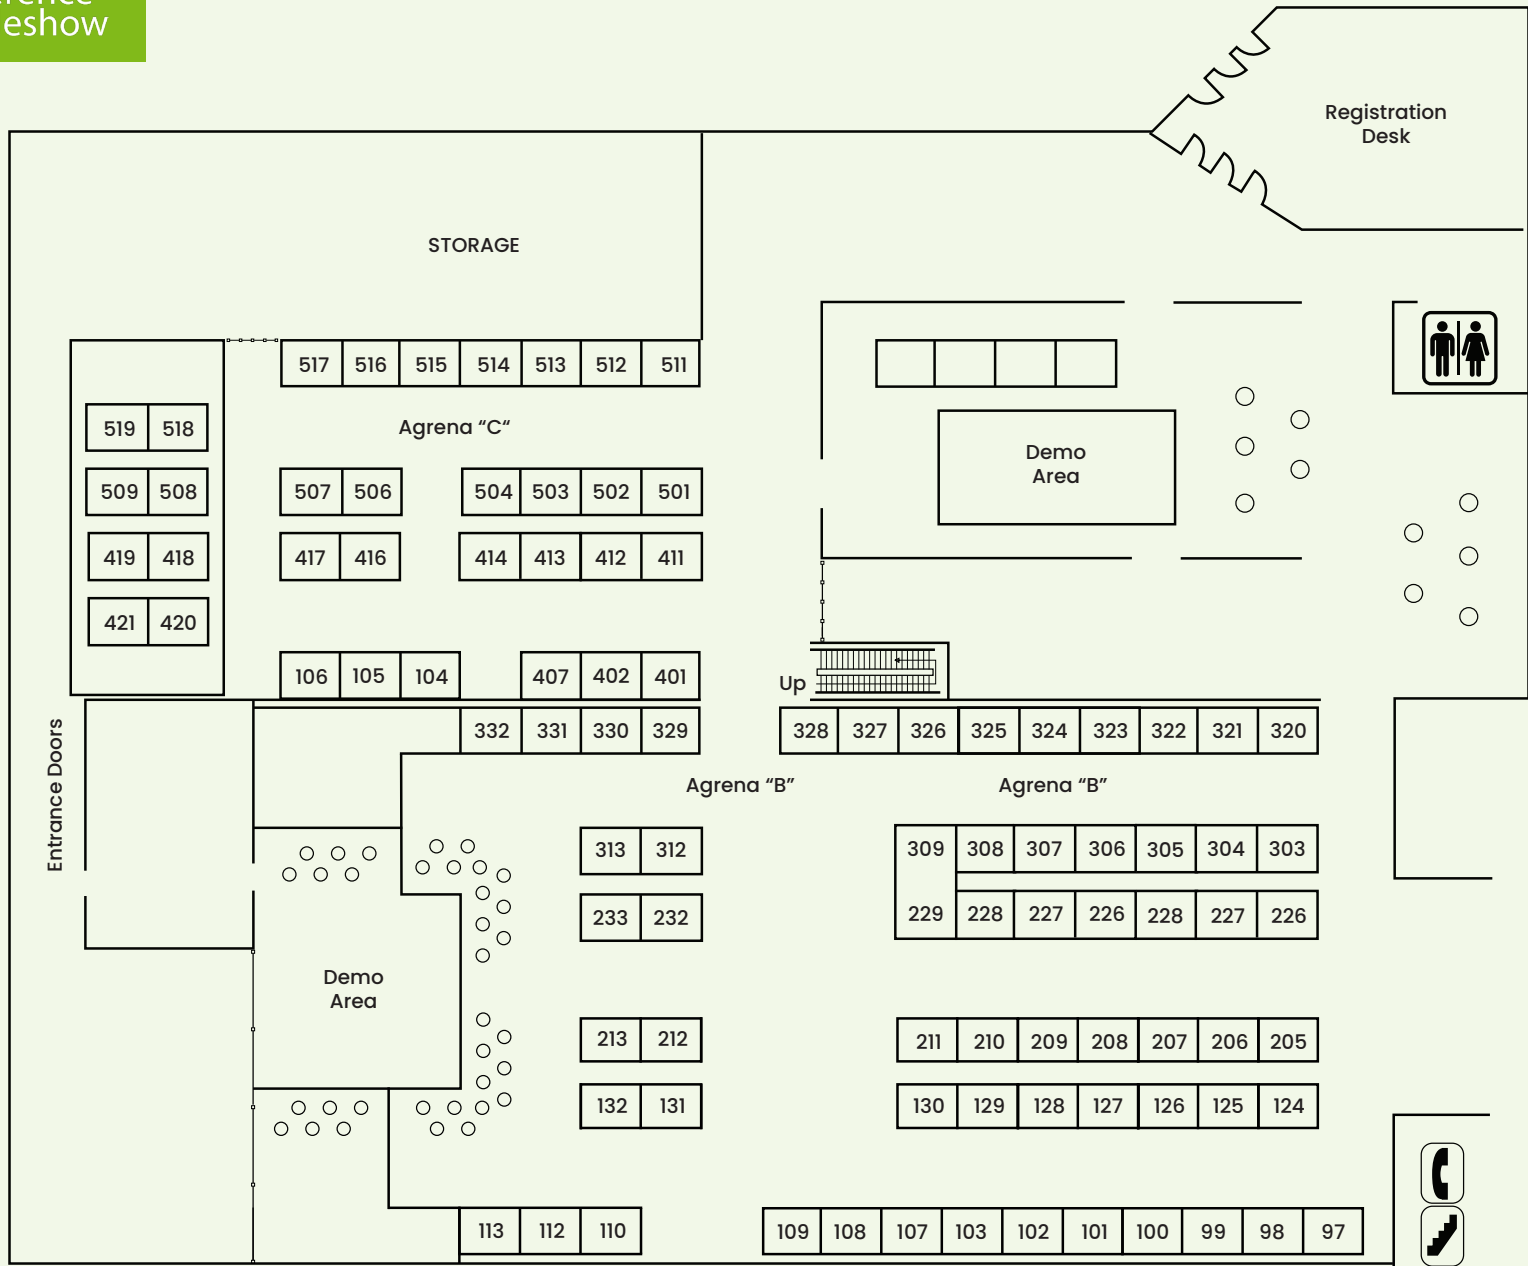 eshow
Registration
Desk
STORAGE
517 516 515 514 513 512 511
Agrena “C“
519 518
509 508 507 506 504 503 502 501
Demo
Area
419 418 417 416 414 413 412 411
421 420
106 105 104 407 402 401
Up
332 331 330 329 328 327 326 325 324 323 322 321 320
Entrance Doors
Agrena “B” Agrena “B”
313 312 309 308 307 306 305 304 303
233 232 229 228 227 226 228 227 226
Demo
Area
213 212 211 210 209 208 207 206 205
132 131 130 129 128 127 126 125 124
113 112 110 109 108 107 103 102 101 100 99 98 97